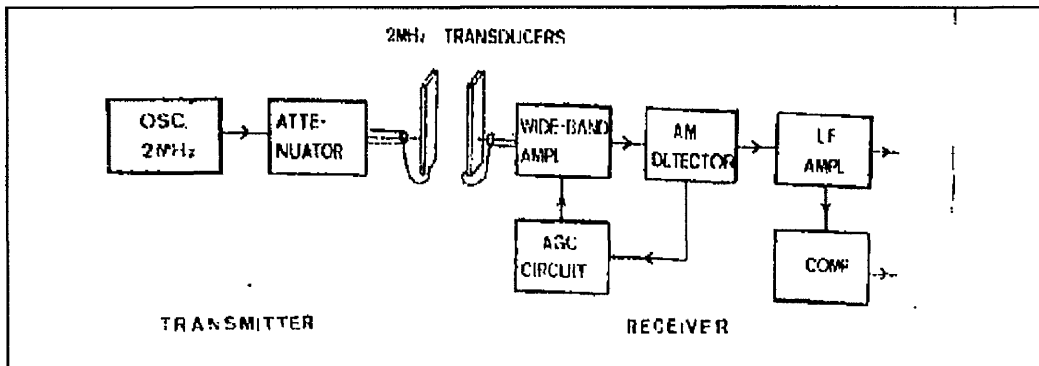 2MHz TRANSDUCERS
OSC.
2MHz
ATTE-
NUATOR
WIDE-BAND
AMPL
AM
DETECTOR
LF
AMPL
AGC
CIRCUIT
COMP
TRANSMITTER
RECEIVER